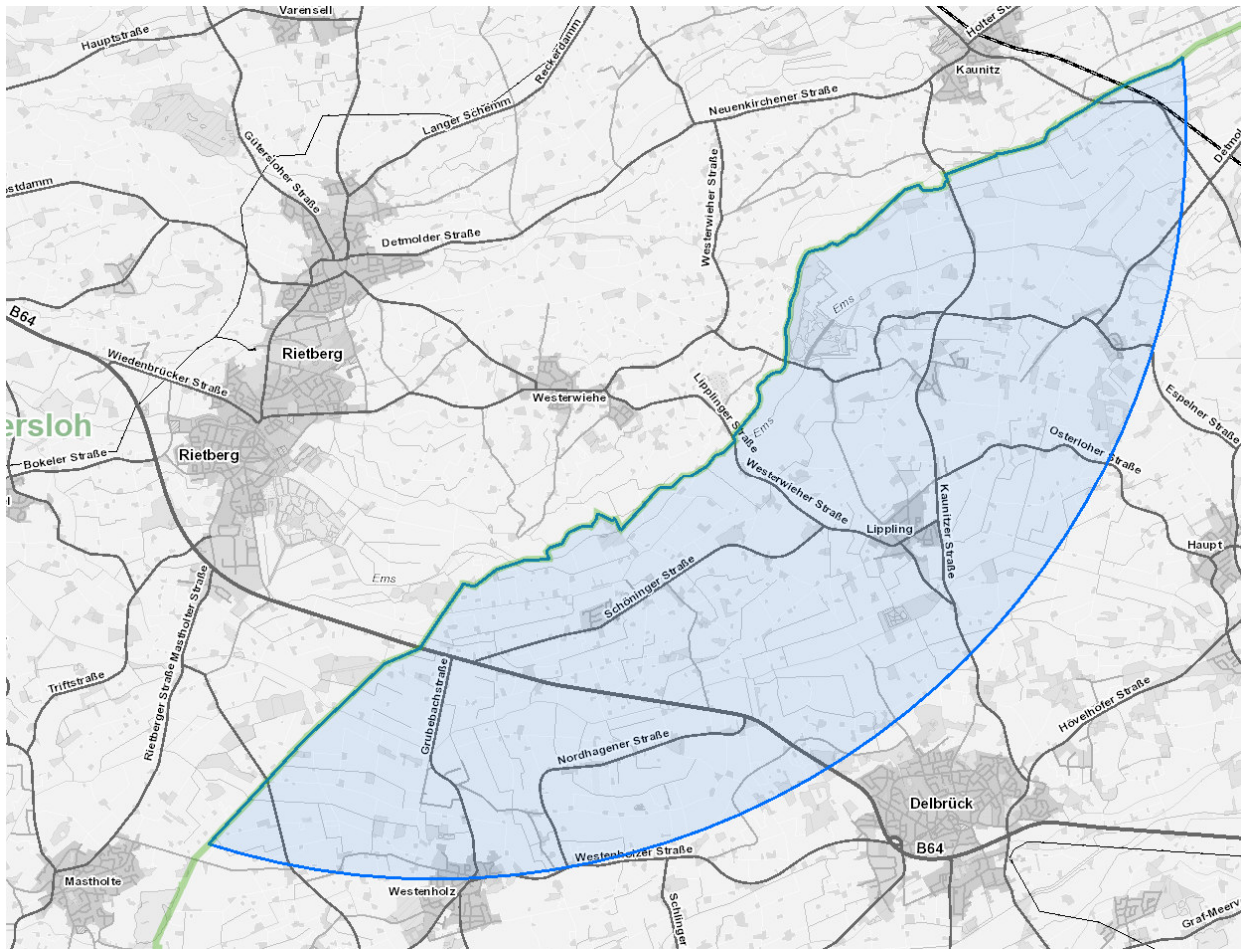 Varensell
Hauptstraße
Reckerdamm
Holter
Kaunitz
Neuenkirchener Straße
Langer Schemm
Gütersloher Straße
Detmol
ostdamm
Westerwieher Straße
Detmolder Straße
Ems
B64
Rietberg
Wiedenbrücker Straße
Westerwiehe
Lipplinger Straße
Espelner Straße
ersloh
Ems
Osterloher Straße
Bokeler Straße
Rietberg
Westerwieher Straße
Kaunitzer Straße
Lippling
Haupt
Ems
Schöninger Straße
Mastholter Straße
Rietberger Straße
Triftstraße
Grubebachstraße
Hövelhofer Straße
Nordhagener Straße
Delbrück
B64
Westenholzer Straße
Mastholte
Westenholz
Schlinger
Graf-Meerv